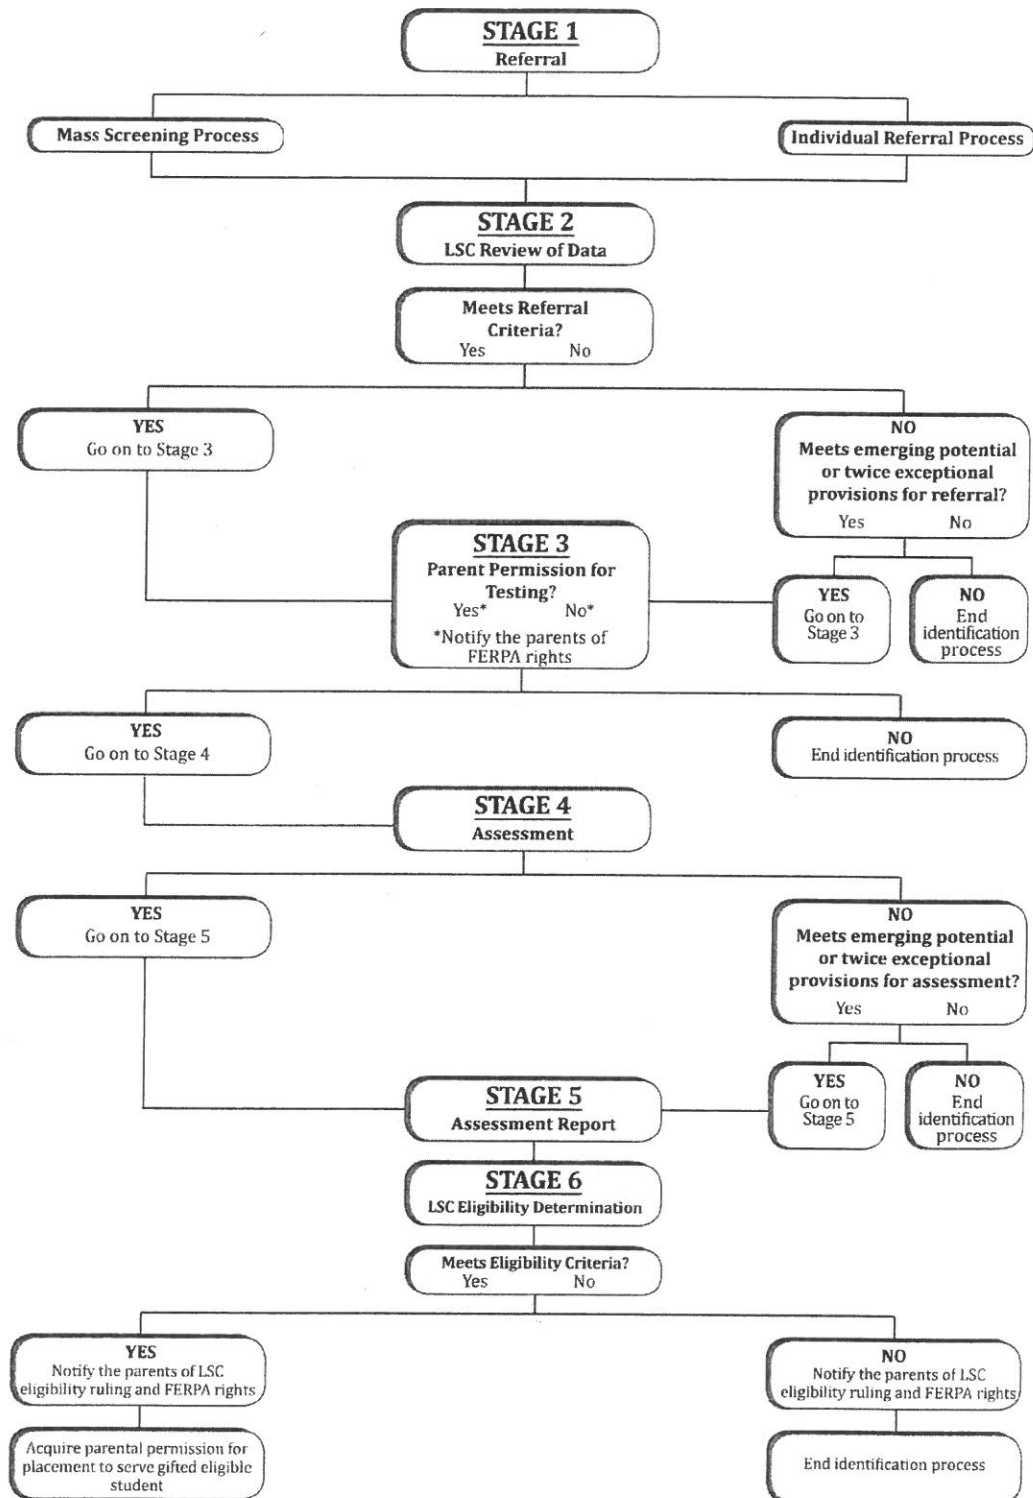 STAGE 1
Referral
Mass Screening Process
Individual Referral Process
STAGE 2
LSC Review of Data
Meets Referral
Criteria?
Yes No
YES
Go on to Stage 3
NO
Meets emerging potential
or twice exceptional
provisions for referral?
Yes No
STAGE 3
Parent Permission for
Testing?
Yes* No*
*Notify the parents of
FERPA rights
YES
Go on to
Stage 3
NO
End
identification
process
YES
Go on to Stage 4
NO
End identification process
STAGE 4
Assessment
YES
Go on to Stage 5
NO
Meets emerging potential
or twice exceptional
provisions for assessment?
Yes No
YES
Go on to
Stage 5
NO
End
identification
process
STAGE 5
Assessment Report
STAGE 6
LSC Eligibility Determination
Meets Eligibility Criteria?
Yes No
YES
Notify the parents of LSC
eligibility ruling and FERPA rights
NO
Notify the parents of LSC
eligibility ruling and FERPA rights
Acquire parental permission for
placement to serve gifted eligible
student
End identification process